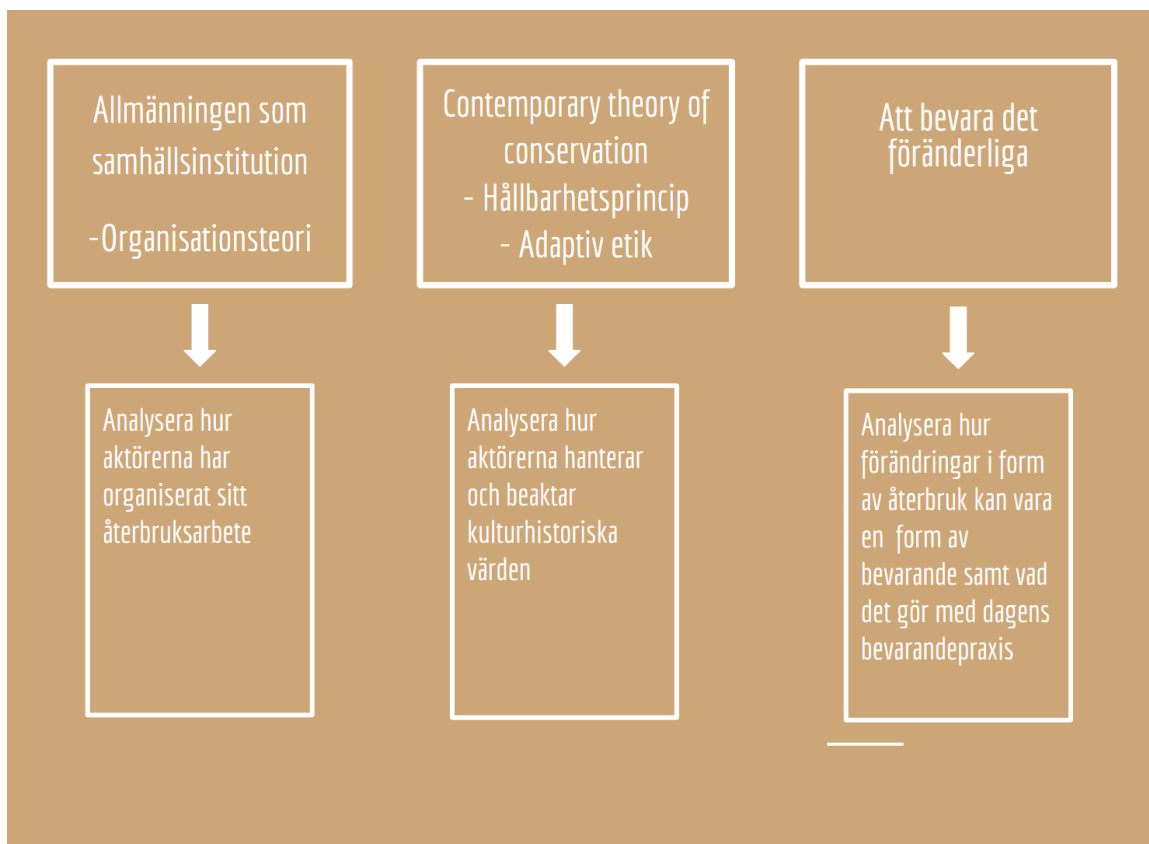 Allmänningen som
samhällsinstitution
-Organisationsteori
Contemporary theory of
conservation
- Hållbarhetsprincip
- Adaptiv etik
Att bevara det
föränderliga
Analysera hur
aktörerna har
organiserat sitt
återbruksarbete
Analysera hur
aktörerna hanterar
och beaktar
kulturhistoriska
värden
Analysera hur
förändringar i form
av återbruk kan vara
en form av
bevarande samt vad
det gör med dagens
bevarandepraxis